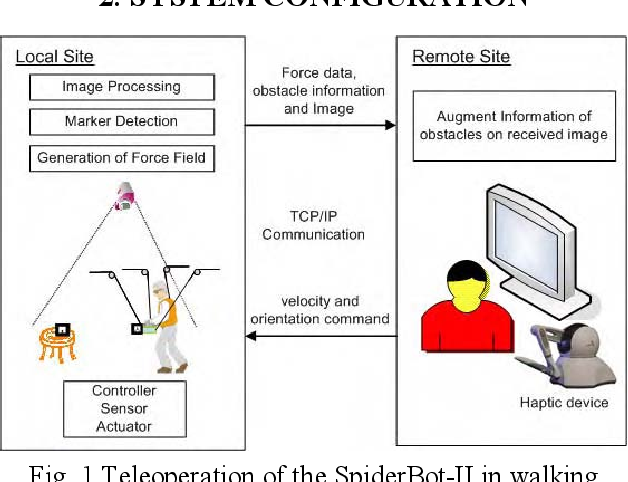 2. SYSTEM CONFIGURATION
Local Site
Image Processing
Marker Detection
Generation of Force Field
Controller
Sensor
Actuator
Force data,
obstacle information
and Image
TCP/IP
Communication
velocity and
orientation command
Remote Site
Augment Information of
obstacles on received image
Haptic device
Fig. 1 Teleoperation of the SpiderBot-II in walking